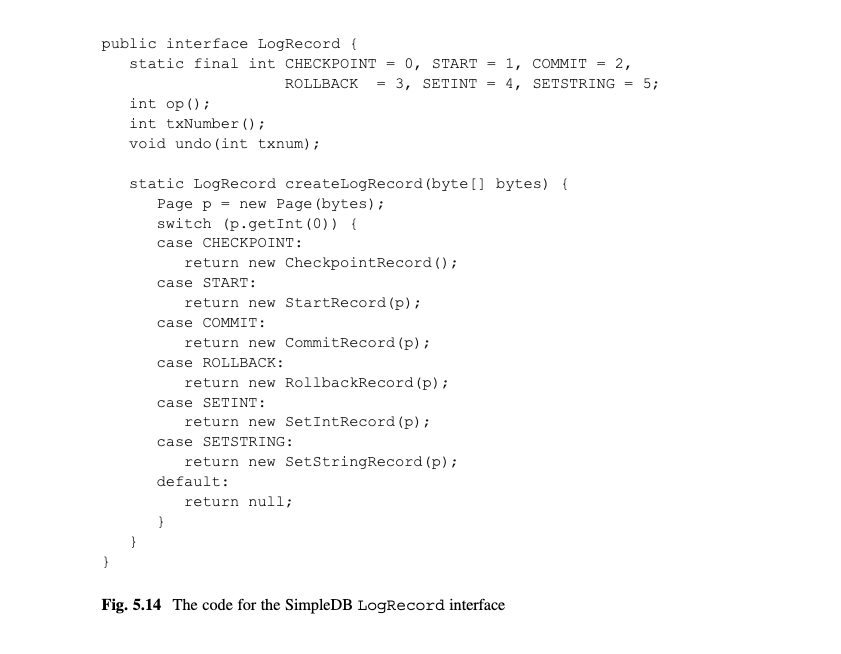 public interface LogRecord {
   static final int CHECKPOINT = 0, START = 1, COMMIT = 2,
                    ROLLBACK  = 3, SETINT = 4, SETSTRING = 5;
   int op();
   int txNumber();
   void undo(int txnum);

   static LogRecord createLogRecord(byte[] bytes) {
      Page p = new Page(bytes);
      switch (p.getInt(0)) {
      case CHECKPOINT:
         return new CheckpointRecord();
      case START:
         return new StartRecord(p);
      case COMMIT:
         return new CommitRecord(p);
      case ROLLBACK:
         return new RollbackRecord(p);
      case SETINT:
         return new SetIntRecord(p);
      case SETSTRING:
         return new SetStringRecord(p);
      default:
         return null;
      }
   }
}
Fig. 5.14 The code for the SimpleDB LogRecord interface